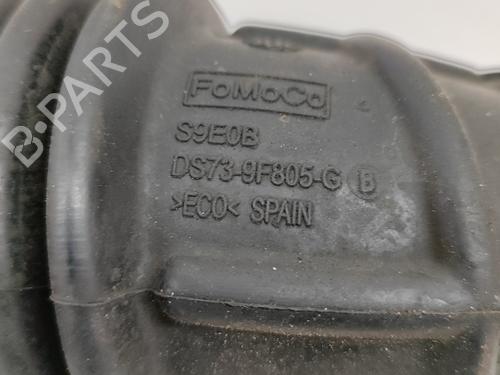 B-PARTS
FoMoCo
S9E0B
DS73-9F805-G B
>ECO< SPAIN